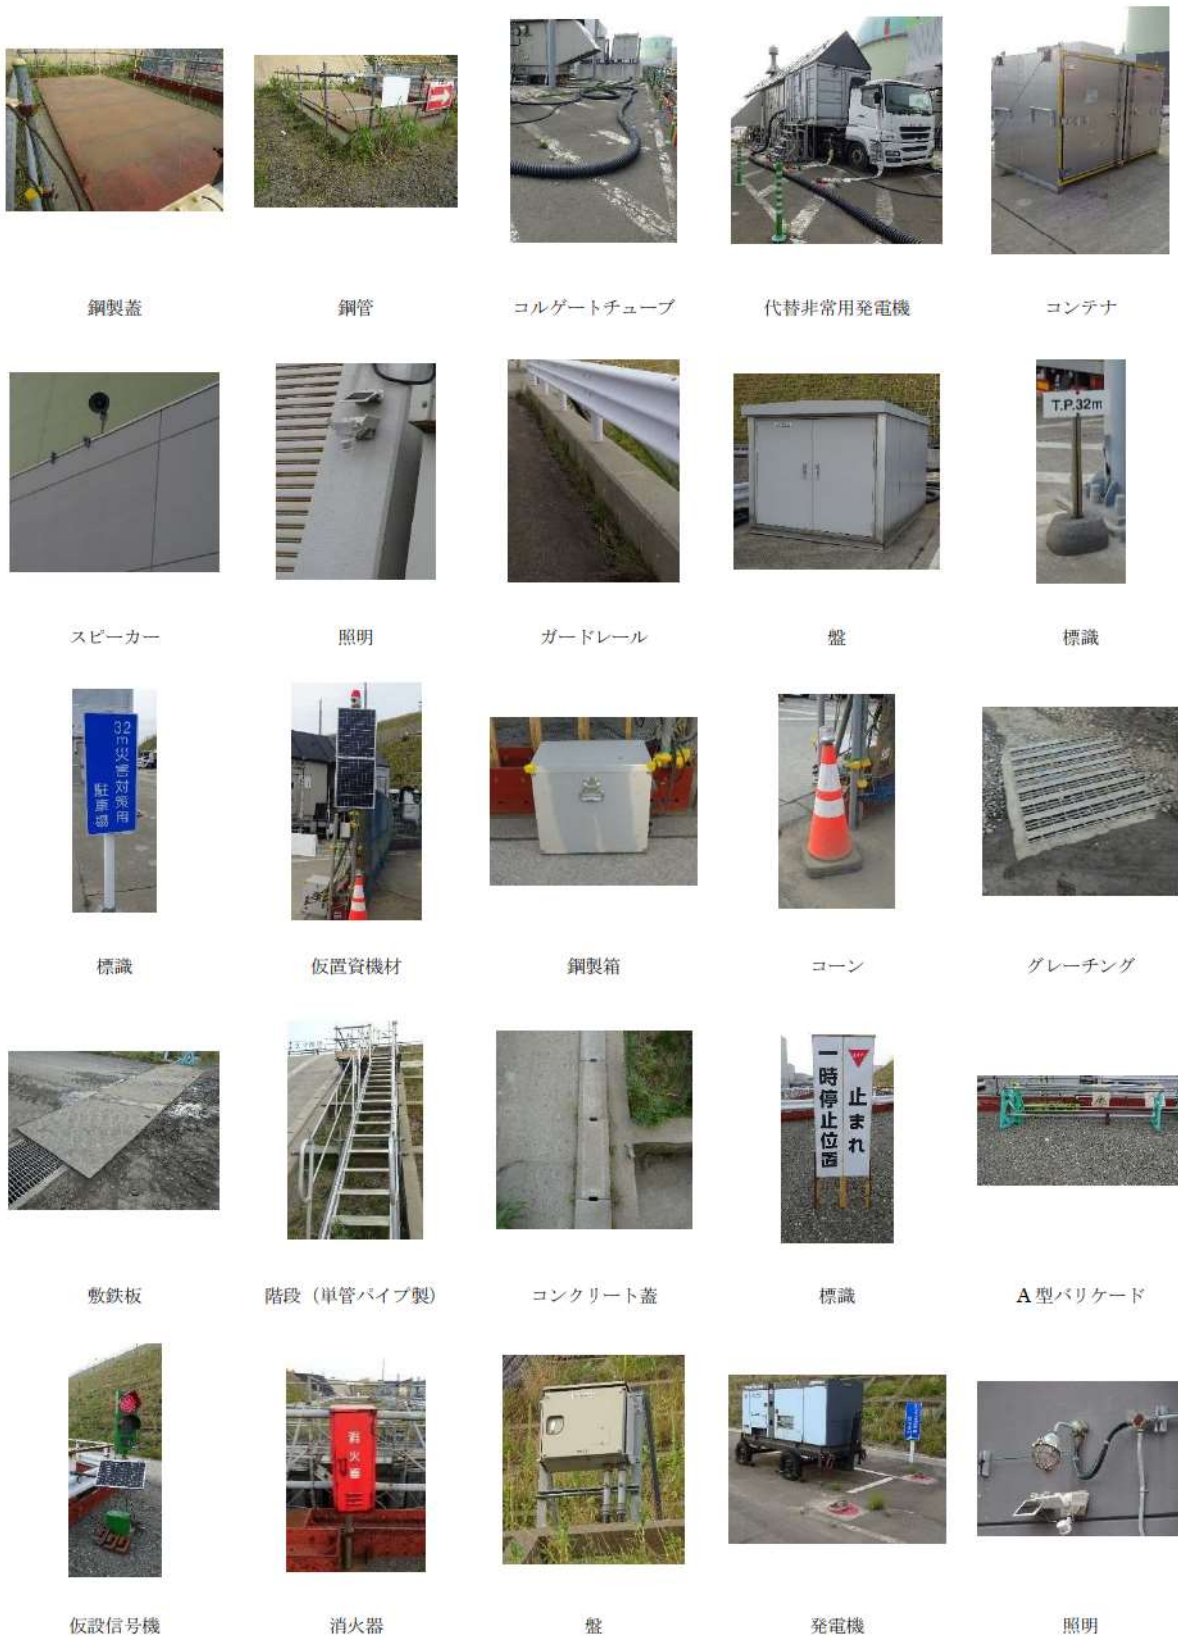 鋼製蓋
鋼管
コルゲートチューブ
代替非常用発電機
コンテナ
T.P.32m
スピーカー
照明
ガードレール
盤
標識
32m災害対策用
駐車場
標識
仮置資機材
鋼製箱
コーン
グレーチング
一時停止位置
止まれ
敷鉄板
階段（単管パイプ製）
コンクリート蓋
標識
A型バリケード
消火器
仮設信号機
消火器
盤
発電機
照明